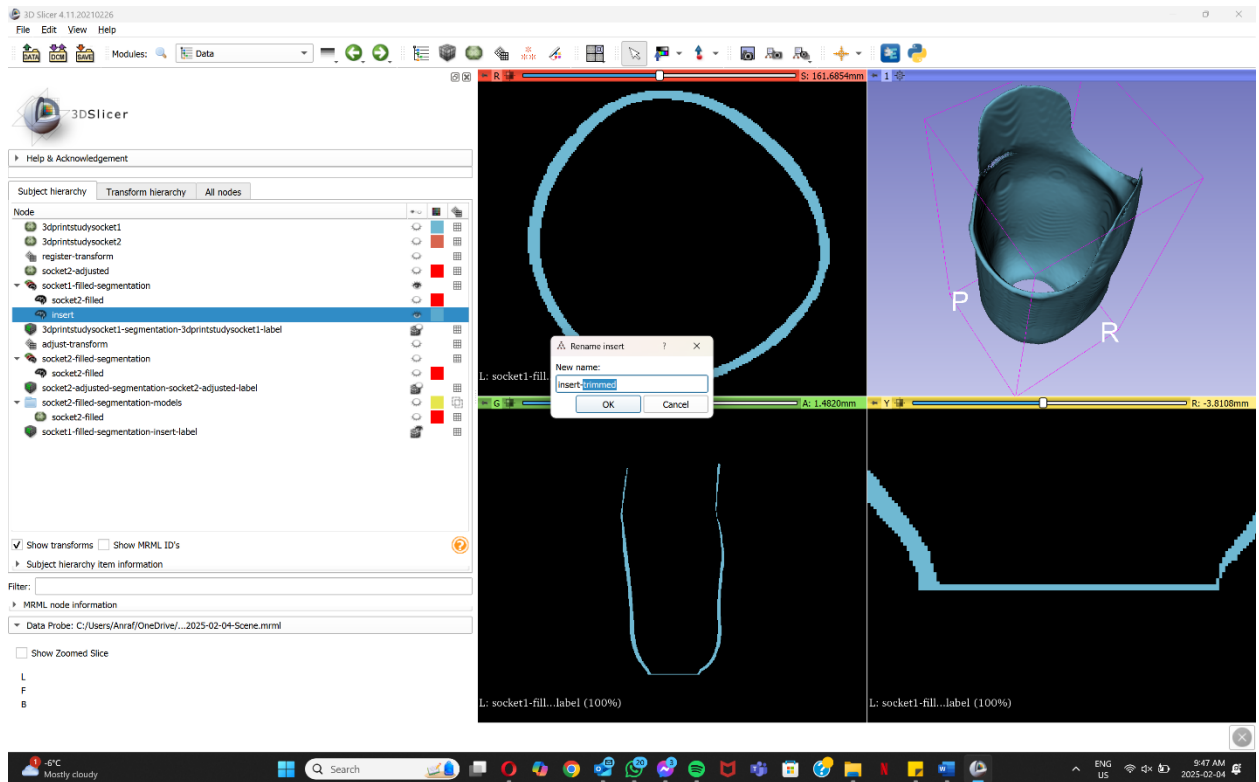 3D Slicer 4.11.20210226
File Edit View Help
DATA DCM SAVE Modules: Data
3DSlicer
Help & Acknowledgement
Subject hierarchy Transform hierarchy All nodes
Node
3dprintstudysocket1
3dprintstudysocket2
register-transform
socket2-adjusted
socket1-filled-segmentation
socket2-filled
insert
3dprintstudysocket1-segmentation-3dprintstudysocket1-label
adjust-transform
socket2-filled-segmentation
socket2-filled
socket2-adjusted-segmentation-socket2-adjusted-label
socket2-filled-segmentation-models
socket2-filled
socket1-filled-segmentation-insert-label
Show transforms Show MRML ID's
Subject hierarchy item information
Filter:
MRML node information
Data Probe: C:/Users/Anraf/OneDrive/...2025-02-04-Scene.mrml
Show Zoomed Slice
L
F
B
R S: 161.6854mm
L: socket1-fill.
1
P
R
Rename insert ?
New name:
insert-trimmed
OK Cancel
G A: 1.4820mm
L: socket1-fill...label (100%)
Y R: -3.8108mm
L: socket1-fill...label (100%)
1 -6°C
Mostly cloudy
Search
20
3
ENG
US
9:47 AM
2025-02-04